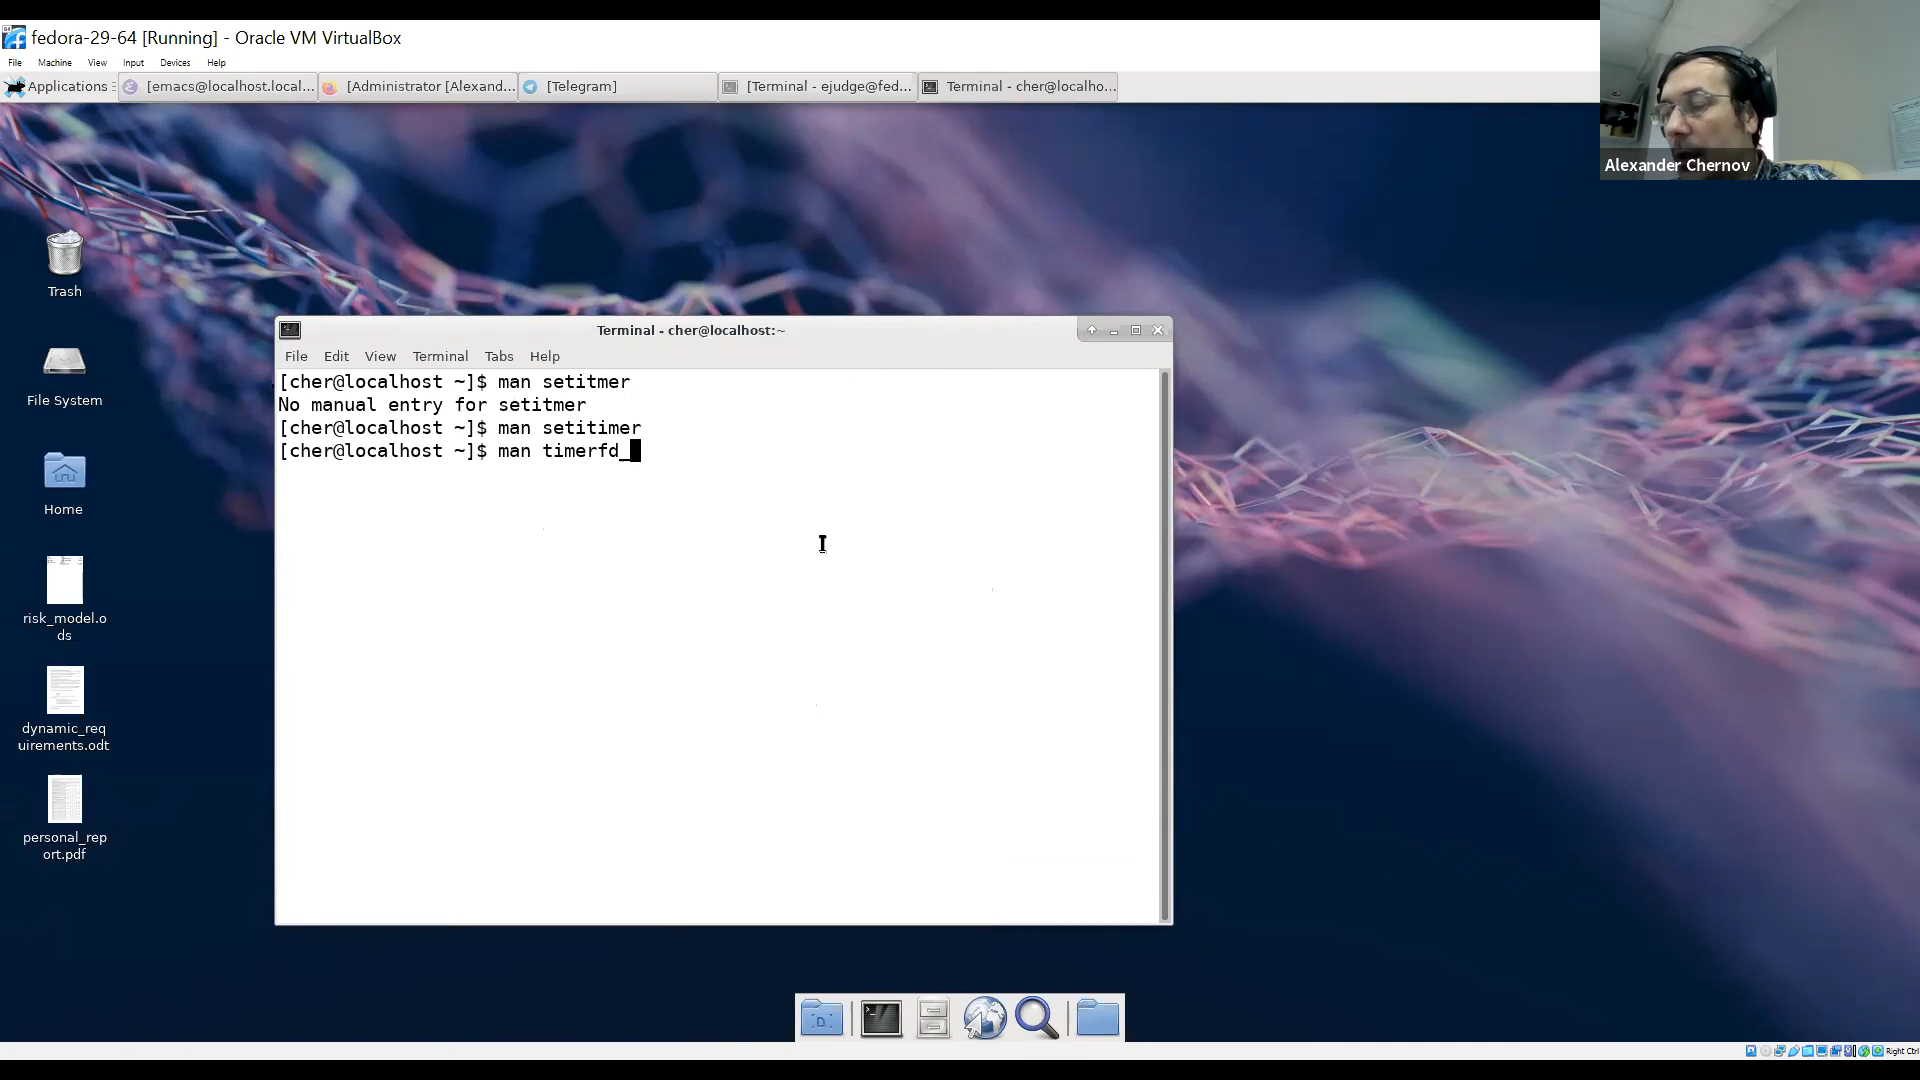 fedora-29-64 [Running] - Oracle VM VirtualBox
File Machine View Input Devices Help
Applications [emacs@localhost.local... [Administrator [Alexand... [Telegram] [Terminal - ejudge@fed... Terminal - cher@localho...
Alexander Chernov
Trash
File System
Home
risk_model.o
ds
dynamic_req
uirements.odt
personal_rep
ort.pdf
Terminal - cher@localhost:~
File Edit View Terminal Tabs Help
[cher@localhost ~]$ man setitmer
No manual entry for setitmer
[cher@localhost ~]$ man setitimer
[cher@localhost ~]$ man timerfd_
Right Ctrl